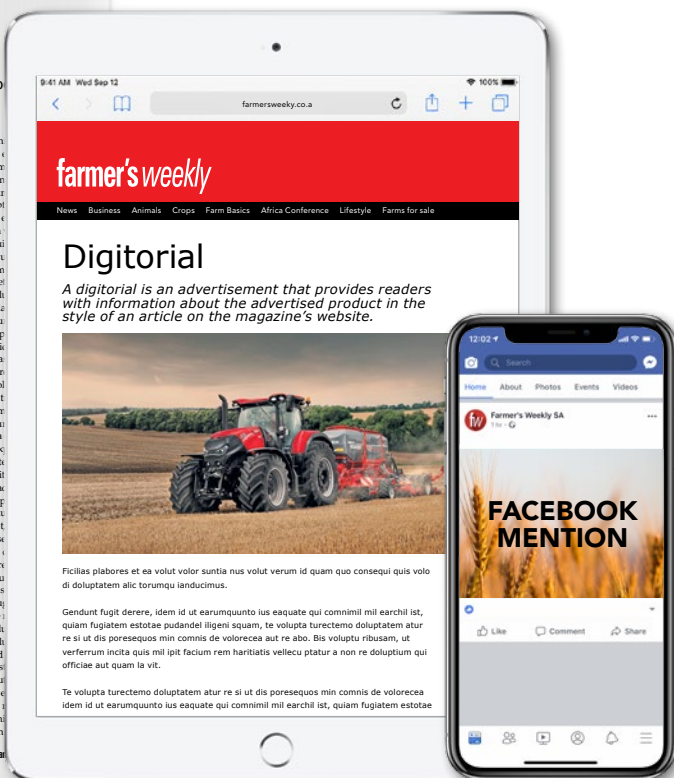 9:41 AM Wed Sep 12
100%
farmersweeky.co.a
farmer's weekly
News Business Animals Crops Farm Basics Africa Conference Lifestyle Farms for sale
Digitorial
A digitorial is an advertisement that provides readers
with information about the advertised product in the
style of an article on the magazine's website.
Ficilias plabores et ea volut volor suntia nus volut verum id quam quo consequi quis volo
di doluptatem alic torumqu ianducimus.
Gendunt fugit derere, idem id ut earumquunto ius eaquate qui comnimil mil earchil ist,
quiam fugiatem estotae pudandel iligeni squam, te volupta turectemo doluptatem atur
re si ut dis poresequos min comnis de volorecea aut re abo. Bis voluptu ribusam, ut
verferrum incita quis mil ipit facium rem haritiatis vellecu ptatur a non re doluptium qui
officiae aut quam la vit.
Te volupta turectemo doluptatem atur re si ut dis poresequos min comnis de volorecea
idem id ut earumquunto ius eaquate qui comnimil mil earchil ist, quiam fugiatem estotae
12:02
Search
Home About Photos Events Videos
fw
Farmer's Weekly SA
1 hr
FACEBOOK
MENTION
Like Comment Share